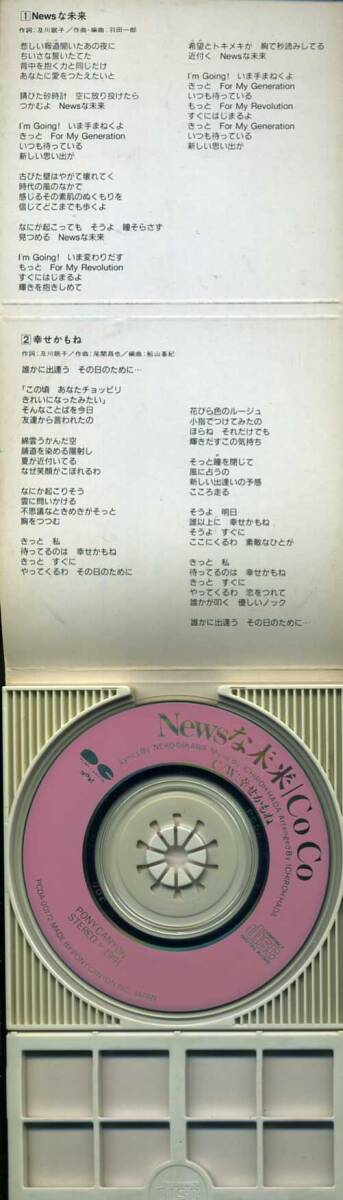 1 Newsな未来
作詞:及川眠子/作曲・編曲:羽田一郎
悲しい報道聞いたあの夜に
ちいさな誓いたてた
背中を抱く力と同じだけ
あなたに愛をつたえたいと
錆びた砂時計 空に放り投げたら
つかむよ Newsな未来
I'm Going! いま手まねくよ
きっと For My Generation
いつも待っている
新しい思い出が
古びた壁はやがて壊れてく
時代の風のなかで
感じるその素肌のぬくもりを
信じてどこまでも歩くよ
なにか起こっても そうよ 瞳そらさず
見つめる Newsな未来
I'm Going! いま変わりだす
もっと For My Revolution
すぐにはじまるよ
輝きを抱きしめて
希望とトキメキが 胸で秒読みしてる
近付く Newsな未来
I'm Going! いま手まねくよ
きっと For My Generation
いつも待っている
もっと For My Revolution
すぐにはじまるよ
きっと For My Generation
いつも待っている
新しい思い出が
2 幸せかもね
作詞:及川眠子/作曲:尾関昌也/編曲:船山基紀
誰かに出逢う その日のために…
「この頃 あなたチョッピリ
きれいになったみたい」
そんなことばを今日
友達から言われたの
綿雲うかんだ空
舗道を染める陽射し
夏が近付いてる
なぜ笑顔がこぼれるわ
なにか起こりそう
雲に問いかける
不思議なときめきがそっと
胸をつつむ
きっと 私
待ってるのは 幸せかもね
きっと すぐに
やってくるわ その日のために
花びら色のルージュ
小指でつけてみたの
ほらね それだけでも
輝きだすこの気持ち
そっと瞳を閉じて
風に占うの
新しい出逢いの予感
こころ走る
そうよ 明日
誰以上に 幸せかもね
そうよ すぐに
ここにくるわ 素敵なひとが
きっと 私
待ってるのは 幸せかもね
きっと すぐに
やってくるわ 恋をつれて
誰かが叩く 優しいノック
誰かに出逢う その日のために…
Newsな未来/CoCo
Lyrics By NEKO OIKAWA Music By ICHIROH HADA Arranged By ICHIROH HADA
C/W.幸せかもね
PONY CANYON
STEREO
PCDA-00172 MADE BY PONY CANYON INC. JAPAN